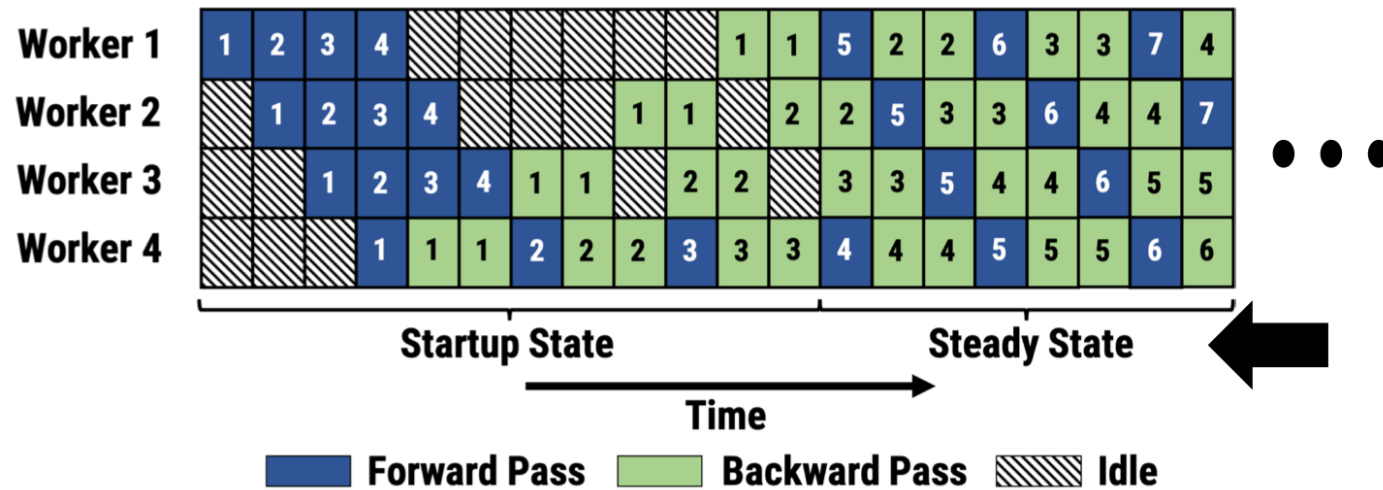 Worker 1 1 2 3 4 1 1 5 2 2 6 3 3 7 4
Worker 2 1 2 3 4 1 1 2 2 5 3 3 6 4 4 7
Worker 3 1 2 3 4 1 1 2 2 3 3 5 4 4 6 5 5
Worker 4 1 1 1 2 2 2 3 3 3 4 4 4 5 5 5 6 6
Startup State Steady State
Time
Forward Pass Backward Pass Idle